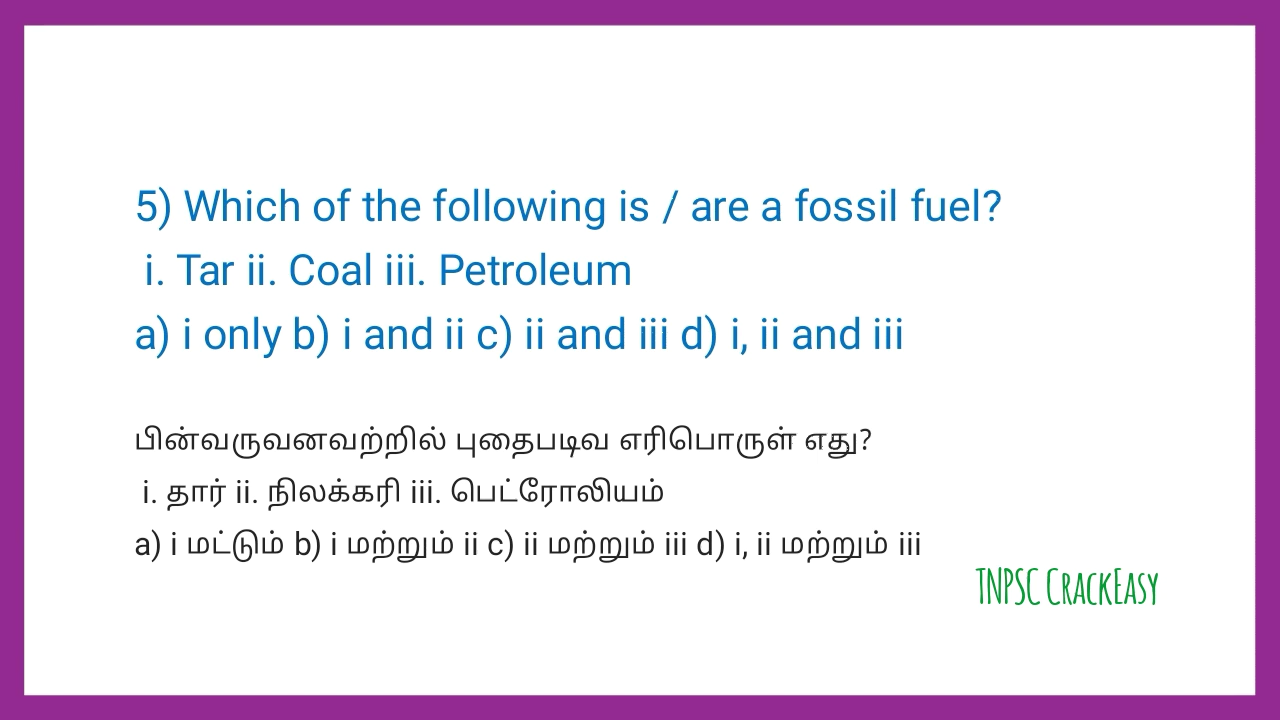 5) Which of the following is / are a fossil fuel?
i. Tar ii. Coal iii. Petroleum
a) i only b) i and ii c) ii and iii d) i, ii and iii
பின்வருவனவற்றில் புதைபடிவ எரிபொருள் எது?
i. தார் ii. நிலக்கரி iii. பெட்ரோலியம்
a) i மட்டும் b) i மற்றும் ii c) ii மற்றும் iii d) i, ii மற்றும் iii
TNPSC CrackEasy